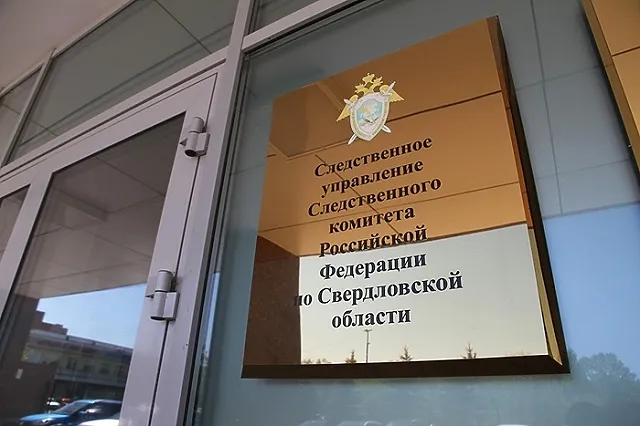 Следственное
управление
Следственного
комитета
Российской
Федерации
по Свердловской
области